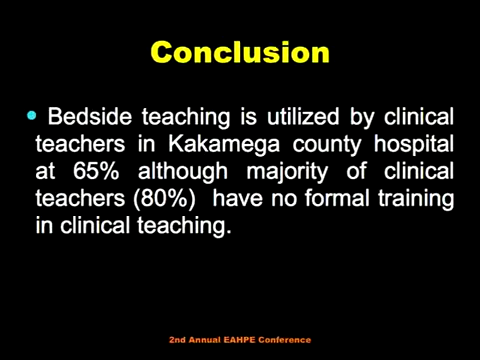 Conclusion
• Bedside teaching is utilized by clinical
teachers in Kakamega county hospital
at 65% although majority of clinical
teachers (80%) have no formal training
in clinical teaching.
2nd Annual EAHPE Conference